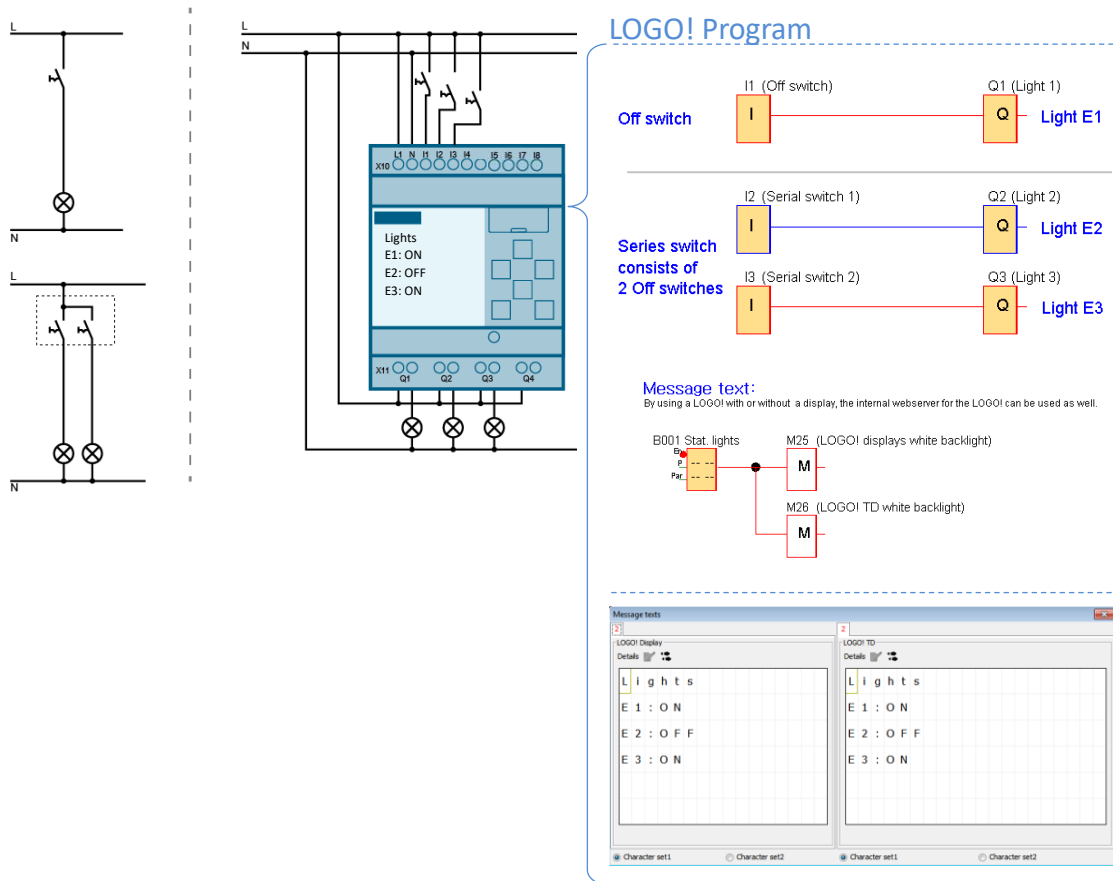 L
N
L
N
L
N
L1 N I1 I2 I3 I4 I5 I6 I7 I8
X10
Lights
E1: ON
E2: OFF
E3: ON
X11
Q1 Q2 Q3 Q4
LOGO! Program
I1 (Off switch)
Q1 (Light 1)
Off switch
I
Q
Light E1
I2 (Serial switch 1)
Q2 (Light 2)
I
Q
Light E2
Series switch
consists of
2 Off switches
I3 (Serial switch 2)
Q3 (Light 3)
I
Q
Light E3
Message text:
By using a LOGO! with or without a display, the internal webserver for the LOGO! can be used as well.
B001 Stat. lights
En
P
Par
M25 (LOGO! displays white backlight)
M
M26 (LOGO! TD white backlight)
M
Message texts
2
LOGO! Display
Details
Lights
E1:ON
E2:OFF
E3:ON
Character set1 Character set2
2
LOGO! TD
Details
Lights
E1:ON
E2:OFF
E3:ON
Character set1 Character set2